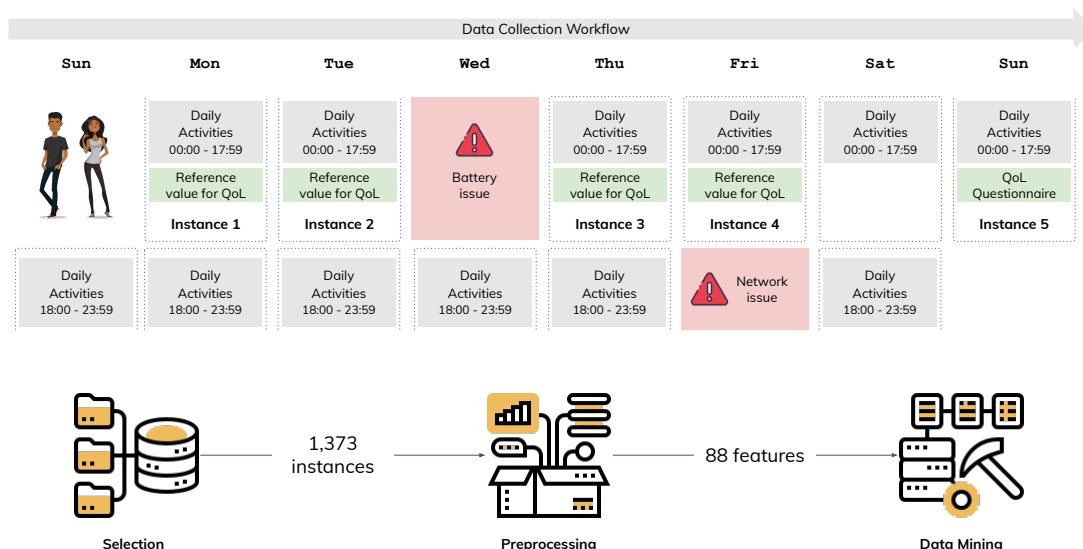 Data Collection Workflow
Sun
Mon
Tue
Wed
Thu
Fri
Sat
Sun
Daily
Activities
00:00 - 17:59
Reference
value for QoL
Instance 1
Daily
Activities
00:00 - 17:59
Reference
value for QoL
Instance 2
Battery
issue
Daily
Activities
00:00 - 17:59
Reference
value for QoL
Instance 3
Daily
Activities
00:00 - 17:59
Reference
value for QoL
Instance 4
Daily
Activities
00:00 - 17:59
Daily
Activities
00:00 - 17:59
QoL
Questionnaire
Instance 5
Daily
Activities
18:00 - 23:59
Daily
Activities
18:00 - 23:59
Daily
Activities
18:00 - 23:59
Daily
Activities
18:00 - 23:59
Daily
Activities
18:00 - 23:59
Network
issue
Daily
Activities
18:00 - 23:59
1,373
instances
88 features
Selection
Preprocessing
Data Mining